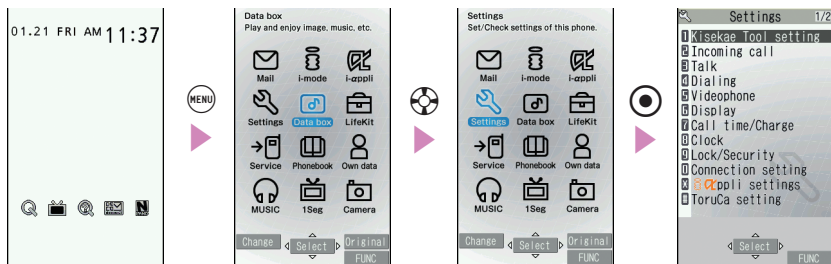 01.21 FRI AM 11:37
MENU
Data box
Play and enjoy image, music, etc.
Mail
i-mode
i-αppli
Settings
Data box
LifeKit
Service
Phonebook
Own data
MUSIC
1Seg
Camera
Change
Select
Original
FUNC
Settings
Set/Check settings of this phone.
Mail
i-mode
i-αppli
Settings
Data box
LifeKit
Service
Phonebook
Own data
MUSIC
1Seg
Camera
Change
Select
Original
FUNC
Settings 1/2
1 Kisekae Tool setting
2 Incoming call
3 Talk
4 Dialing
5 Videophone
6 Display
7 Call time/Charge
8 Clock
9 Lock/Security
0 Connection setting
iαppli settings
ToruCa setting
Select
FUNC